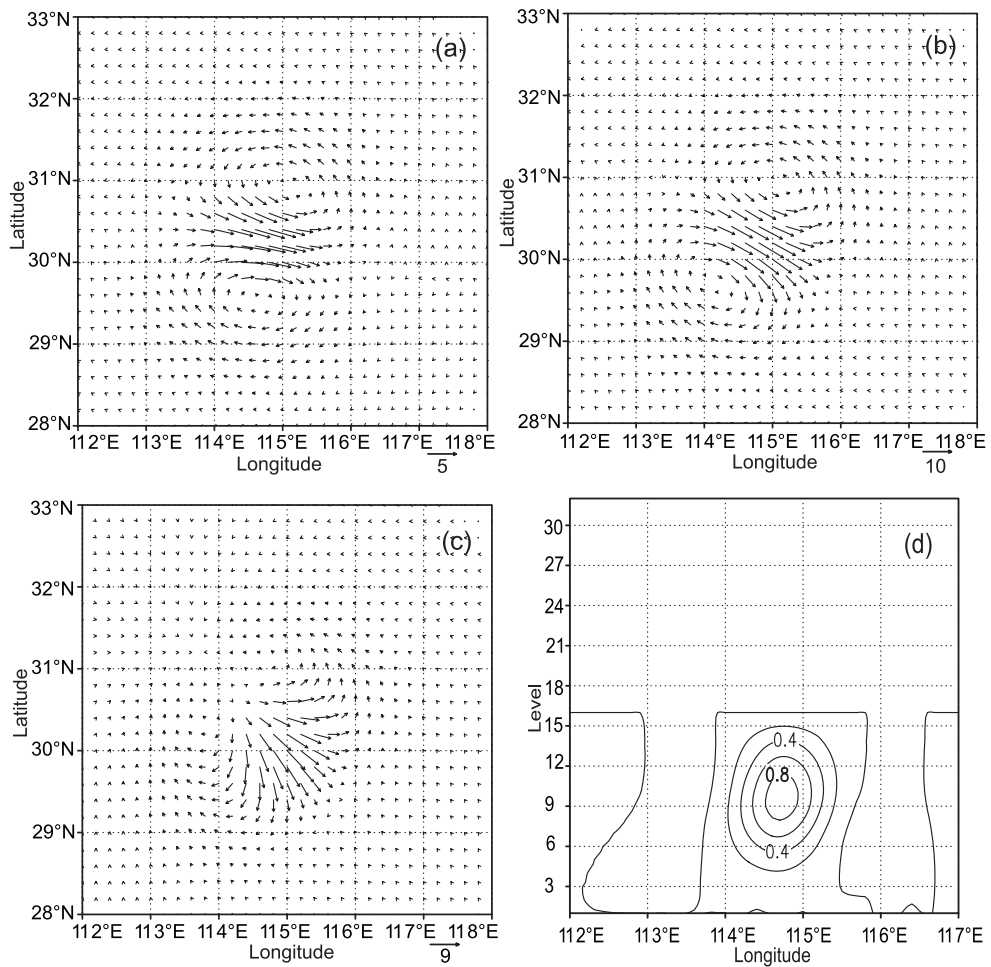 33°N
(a)
32°N
31°N
30°N
29°N
28°N
Latitude
112°E 113°E 114°E 115°E 116°E 117°E 118°E
Longitude
5
33°N
(b)
32°N
31°N
30°N
29°N
28°N
Latitude
112°E 113°E 114°E 115°E 116°E 117°E 118°E
Longitude
10
33°N
(c)
32°N
31°N
30°N
29°N
28°N
Latitude
112°E 113°E 114°E 115°E 116°E 117°E 118°E
Longitude
9
(d)
30
27
24
21
18
15
12
9
6
3
Level
0.4
0.8
0.4
112°E 113°E 114°E 115°E 116°E 117°E
Longitude